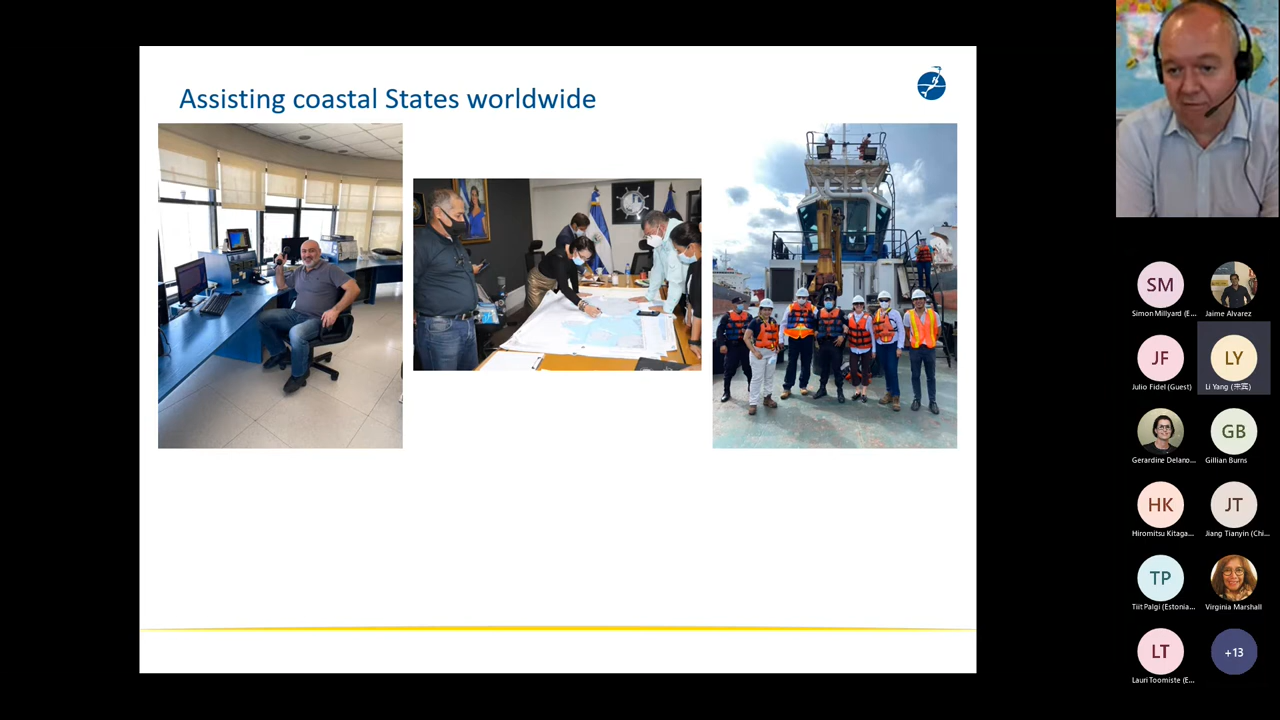 Assisting coastal States worldwide
SM
Simon Millyard (E...
Jaime Alvarez
JF
Julio Fidel (Guest)
LY
Li Yang (
GB
Gerardine Delano...
Gillian Burns
HK
Hiromitsu Kitaga...
JT
Jiang Tianyin (Chi...
TP
Tiit Palgi (Estonia...
Virginia Marshall
LT
Lauri Toomiste (E...
+13